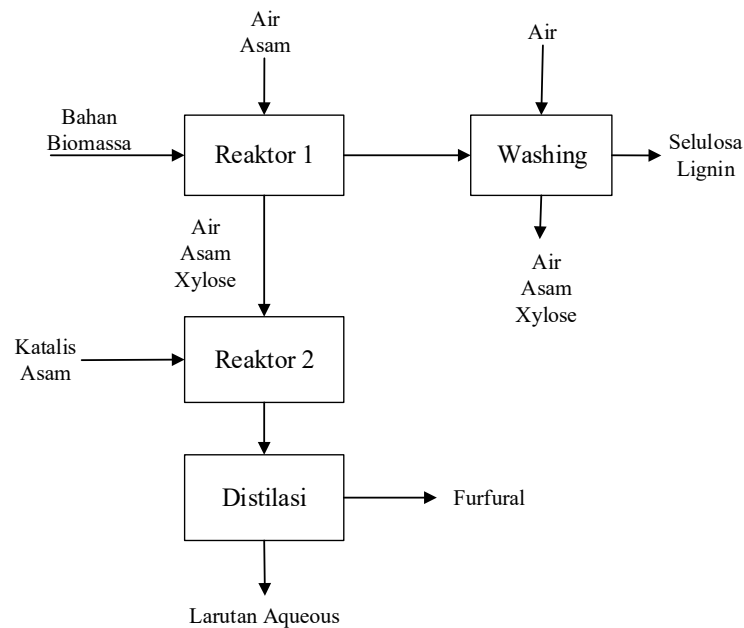 Air
Asam
Air
Bahan
Biomassa
Reaktor 1
Washing
Selulosa
Lignin
Air
Asam
Xylose
Air
Asam
Xylose
Katalis
Asam
Reaktor 2
Distilasi
Furfural
Larutan Aqueous